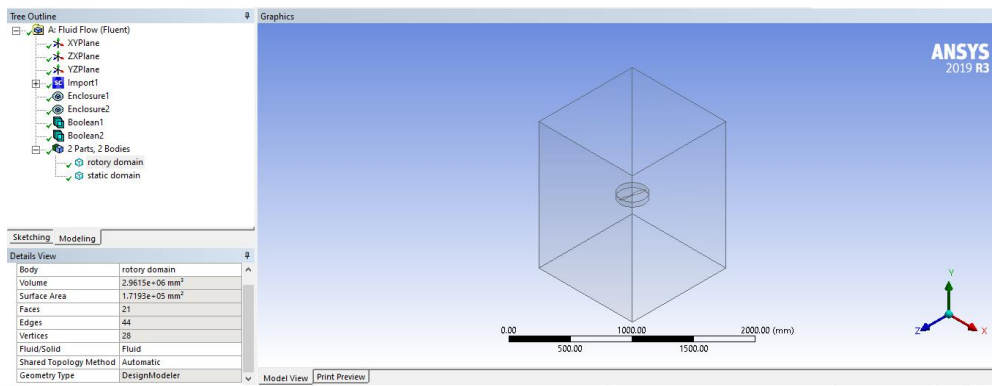 Tree Outline
A: Fluid Flow (Fluent)
XYPlane
ZXPlane
YZPlane
Import1
Enclosure1
Enclosure2
Boolean1
Boolean2
2 Parts, 2 Bodies
rotory domain
static domain
Sketching Modeling
Details View
Body rotory domain
Volume 2.9615e+06 mm³
Surface Area 1.7193e+05 mm²
Faces 21
Edges 44
Vertices 28
Fluid/Solid Fluid
Shared Topology Method Automatic
Geometry Type DesignModeler
Graphics
ANSYS
2019 R3
0.00 1000.00 2000.00 (mm)
500.00 1500.00
Y
Z X
Model View Print Preview